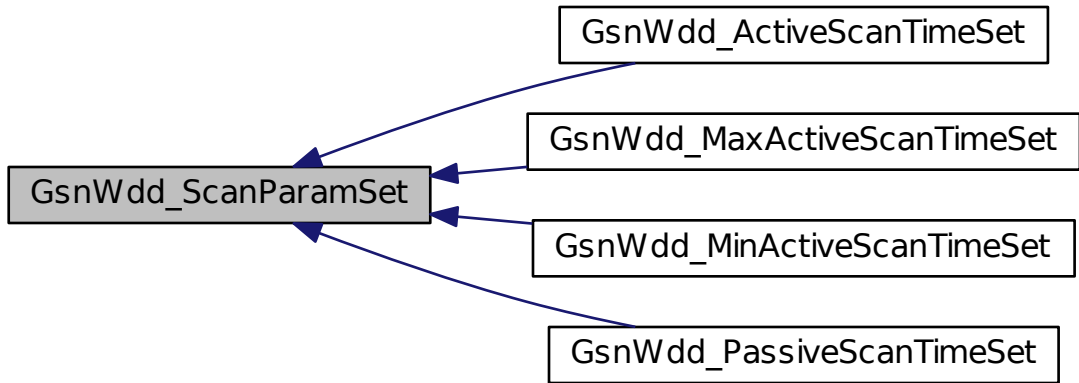 GsnWdd_ActiveScanTimeSet
GsnWdd_MaxActiveScanTimeSet
GsnWdd_ScanParamSet
GsnWdd_MinActiveScanTimeSet
GsnWdd_PassiveScanTimeSet